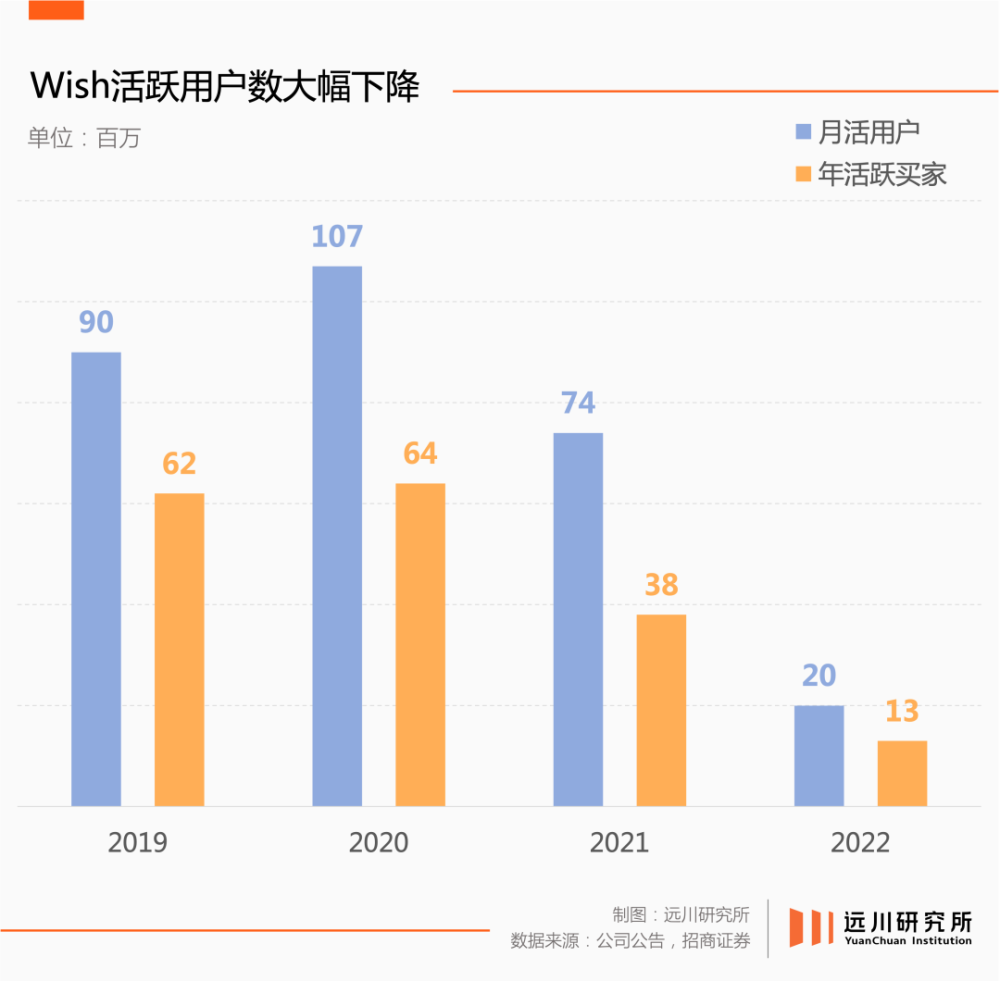 Wish活跃用户数大幅下降
单位：百万
月活用户
年活跃买家
90
62
107
64
74
38
20
13
2019
2020
2021
2022
制图：远川研究所
数据来源：公司公告，招商证券
远川研究所
YuanChuan Institution